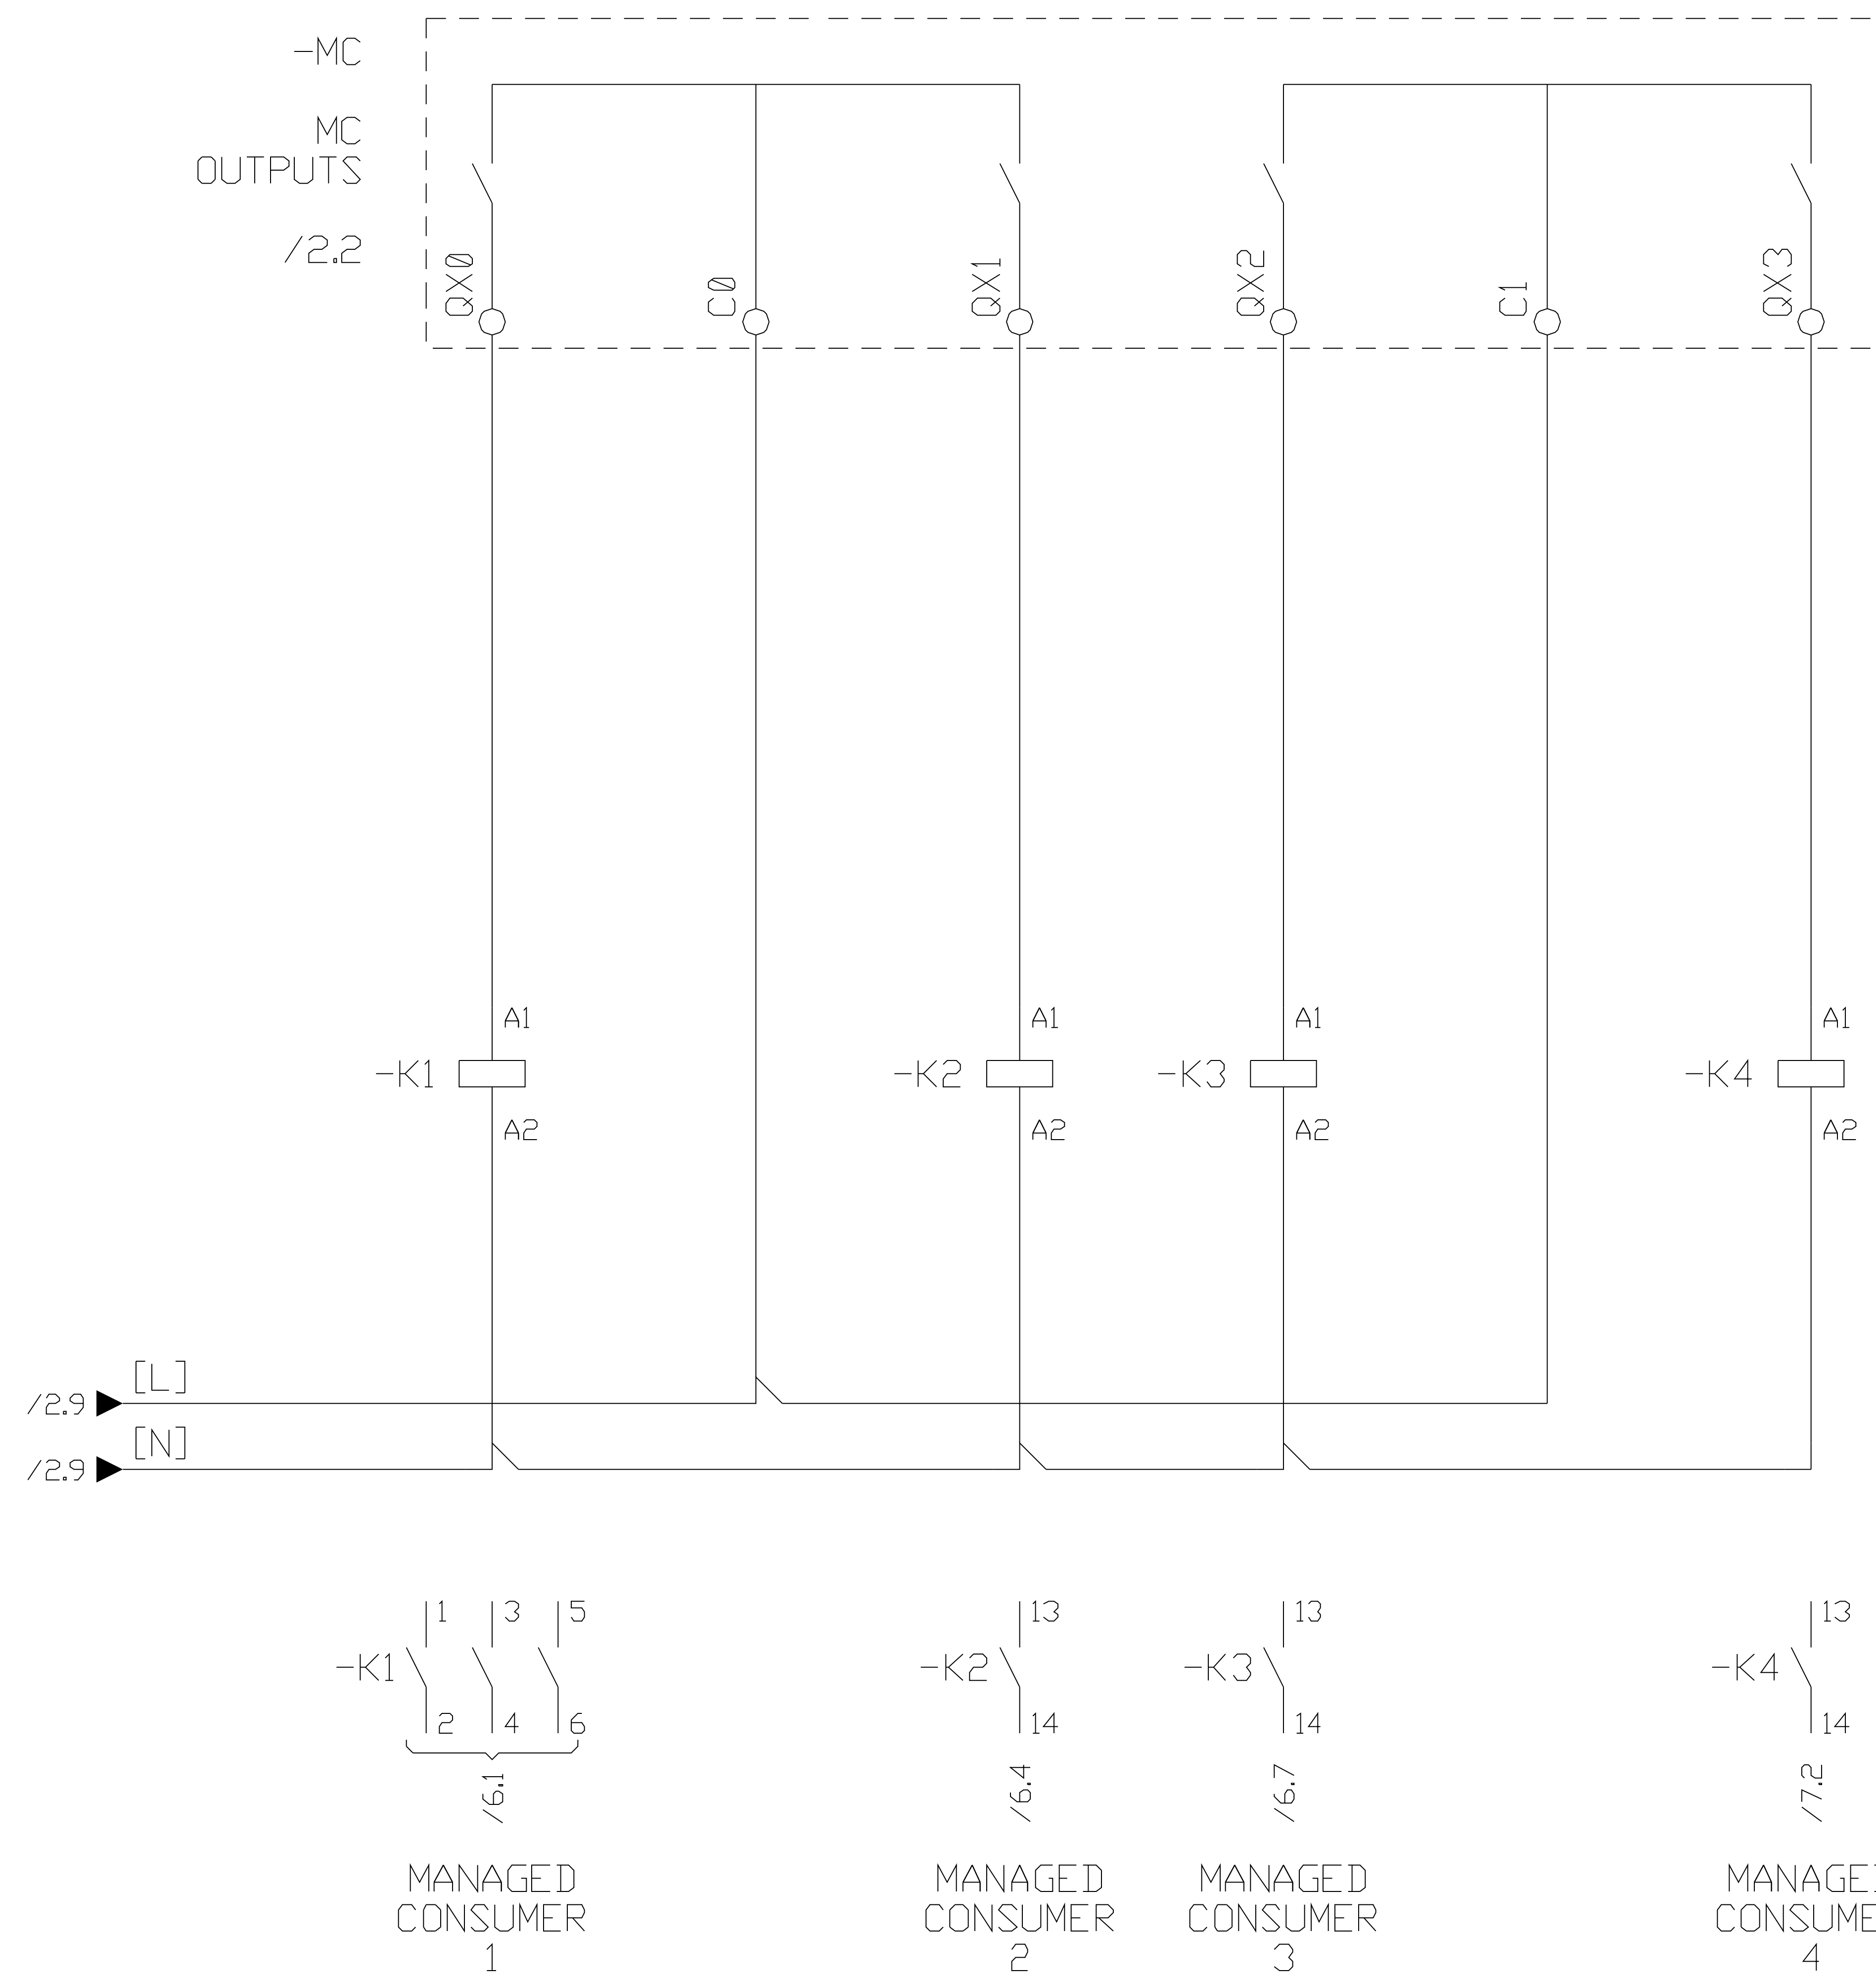 -MC
MC
OUTPUTS
/2.2
QX0
C0
QX1
QX2
C1
QX3
A1
A1
A1
A1
-K1
-K2
-K3
-K4
A2
A2
A2
A2
[L]
/2.9
[N]
/2.9
1 3 5
13
13
13
-K1
-K2
-K3
-K4
2 4 6
14
14
14
/6.1
/6.4
/6.7
/7.2
MANAGED
CONSUMER
1
MANAGED
CONSUMER
2
MANAGED
CONSUMER
3
MANAGE
CONSUME
4